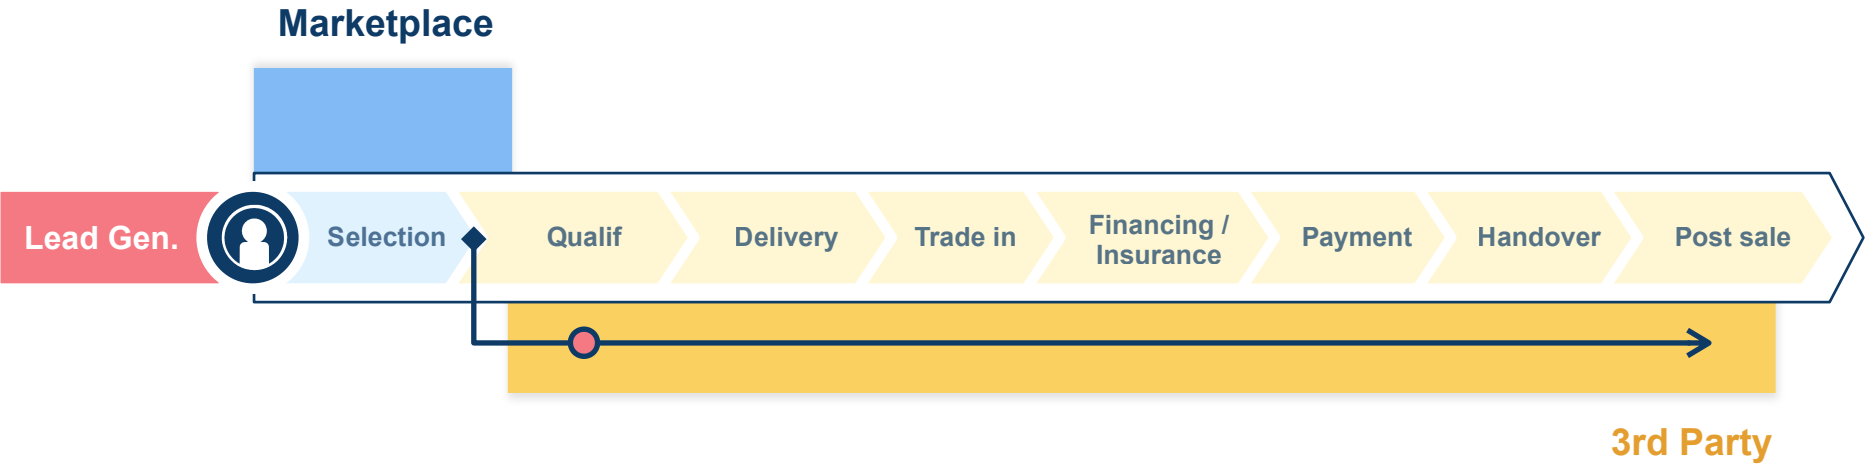 Marketplace
Lead Gen.
Selection
Qualif
Delivery
Trade in
Financing /
Insurance
Payment
Handover
Post sale
3rd Party